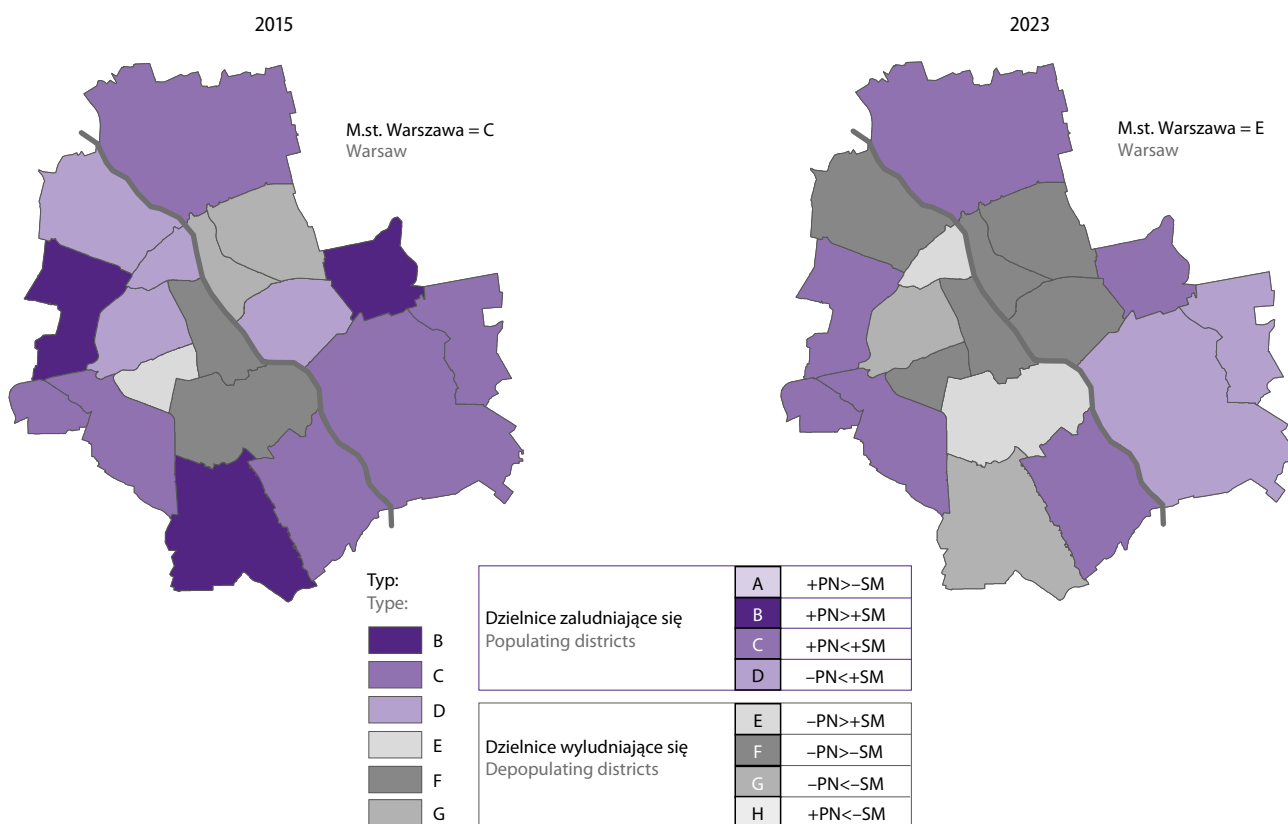 2015
2023
M.st. Warszawa = C
Warsaw
M.st. Warszawa = E
Warsaw
Typ:
Type:
B
C
D
E
F
G
Dzielnice zaludniające się
Populating districts
A +PN>–SM
B +PN>+SM
C +PN<+SM
D –PN<+SM
Dzielnice wyludniające się
Depopulating districts
E –PN>+SM
F –PN>–SM
G –PN<–SM
H +PN<–SM